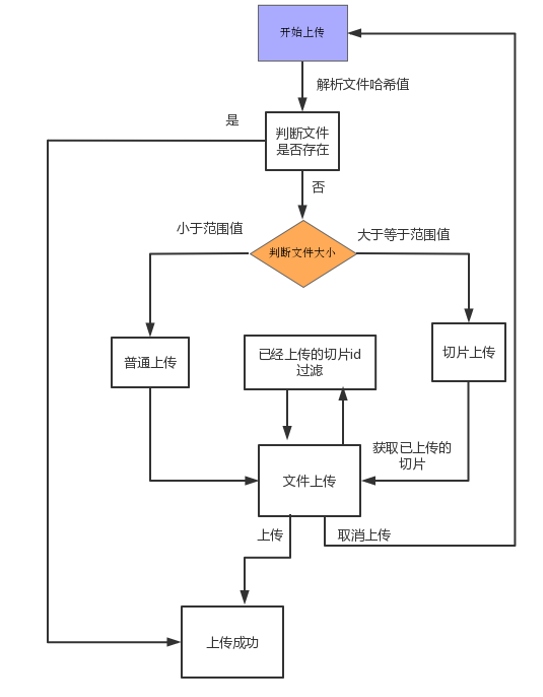 开始上传
解析文件哈希值
是
判断文件
是否存在
否
小于范围值
大于等于范围值
判断文件大小
普通上传
已经上传的切片id
过滤
切片上传
获取已上传的
切片
文件上传
上传
取消上传
上传成功